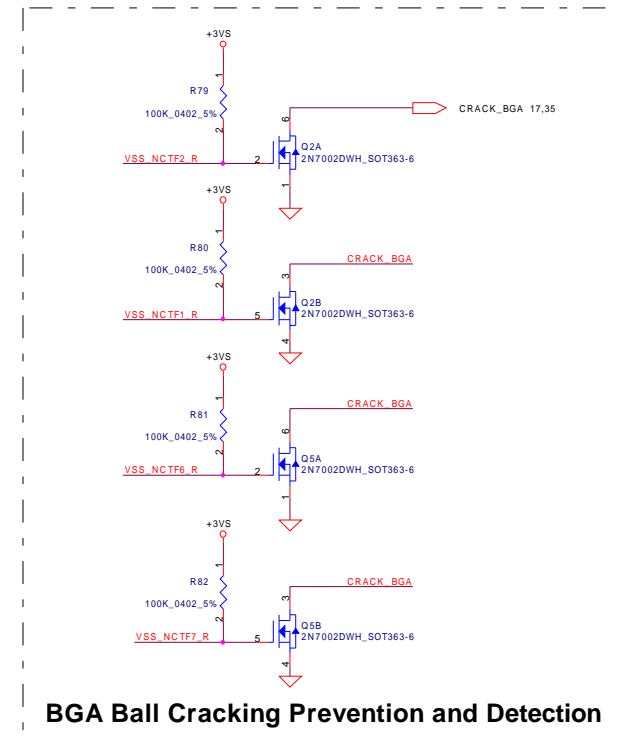 +3VS
1
R79
100K_0402_5%
2
VSS_NCTF2_R
2
6
CRACK_BGA 17,35
Q2A
2N7002DWH_SOT363-6
1
+3VS
1
R80
100K_0402_5%
2
VSS_NCTF1_R
5
3
CRACK_BGA
Q2B
2N7002DWH_SOT363-6
4
+3VS
1
R81
100K_0402_5%
2
VSS_NCTF6_R
2
6
CRACK_BGA
Q5A
2N7002DWH_SOT363-6
1
+3VS
1
R82
100K_0402_5%
2
VSS_NCTF7_R
5
3
CRACK_BGA
Q5B
2N7002DWH_SOT363-6
4
BGA Ball Cracking Prevention and Detection